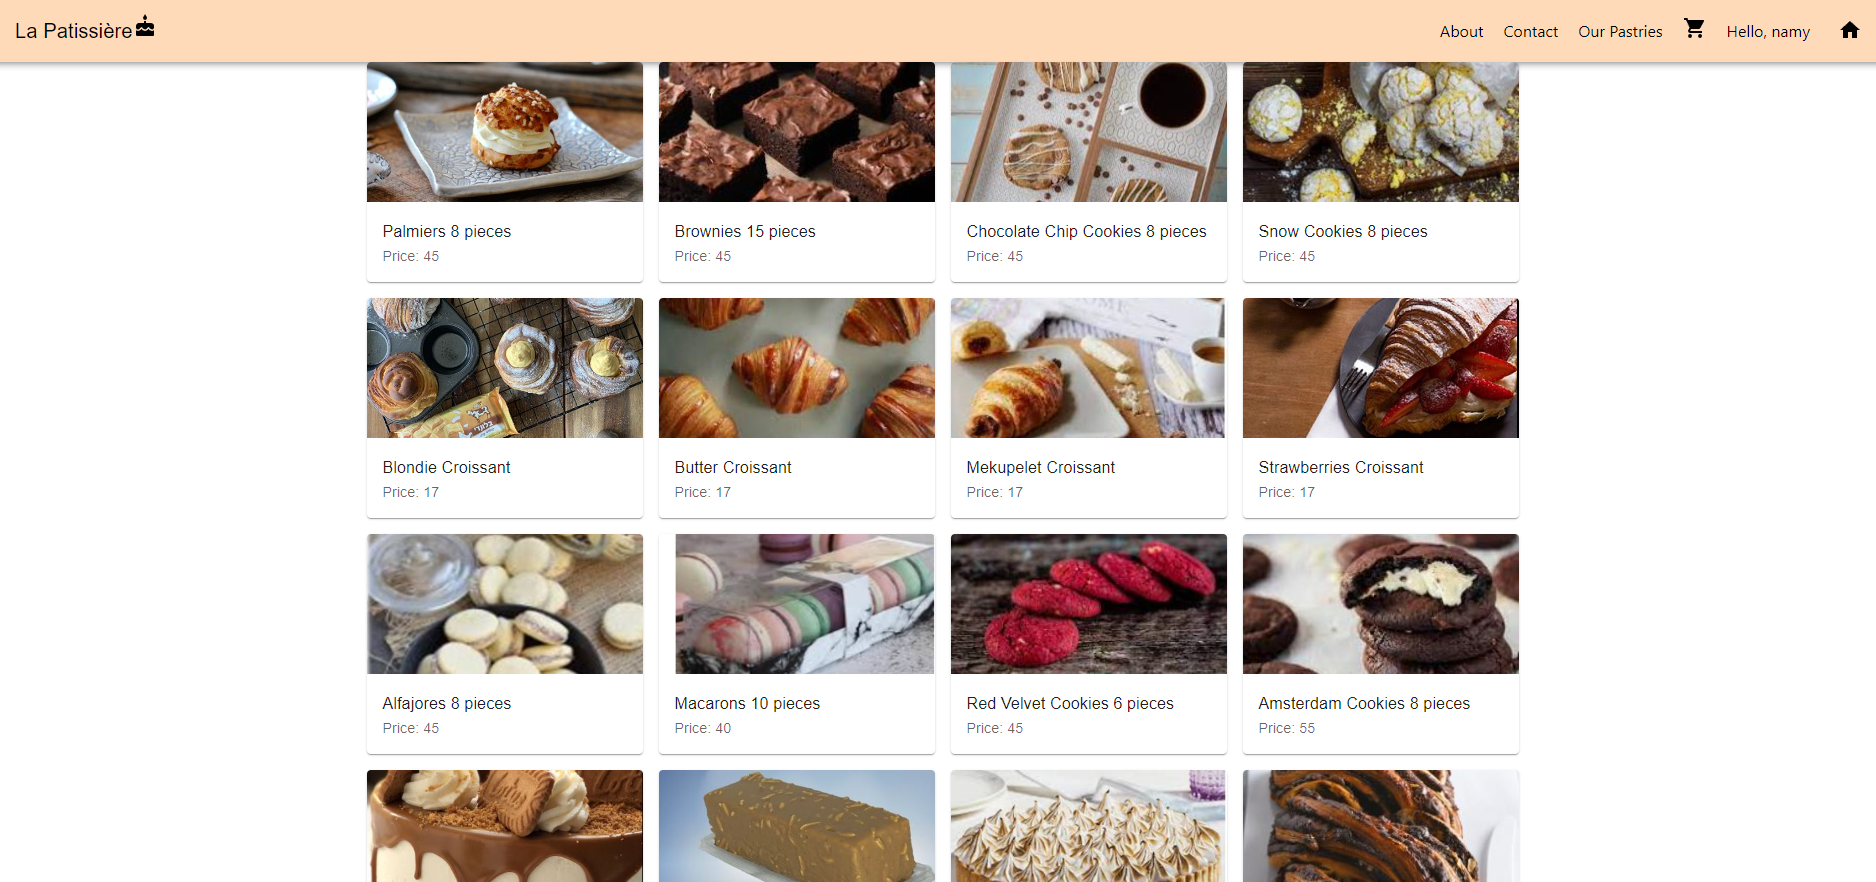 La Patissière
About Contact Our Pastries Hello, namy
Palmiers 8 pieces
Price: 45
Brownies 15 pieces
Price: 45
Chocolate Chip Cookies 8 pieces
Price: 45
Snow Cookies 8 pieces
Price: 45
Blondie Croissant
Price: 17
Butter Croissant
Price: 17
Mekupelet Croissant
Price: 17
Strawberries Croissant
Price: 17
Alfajores 8 pieces
Price: 45
Macarons 10 pieces
Price: 40
Red Velvet Cookies 6 pieces
Price: 45
Amsterdam Cookies 8 pieces
Price: 55